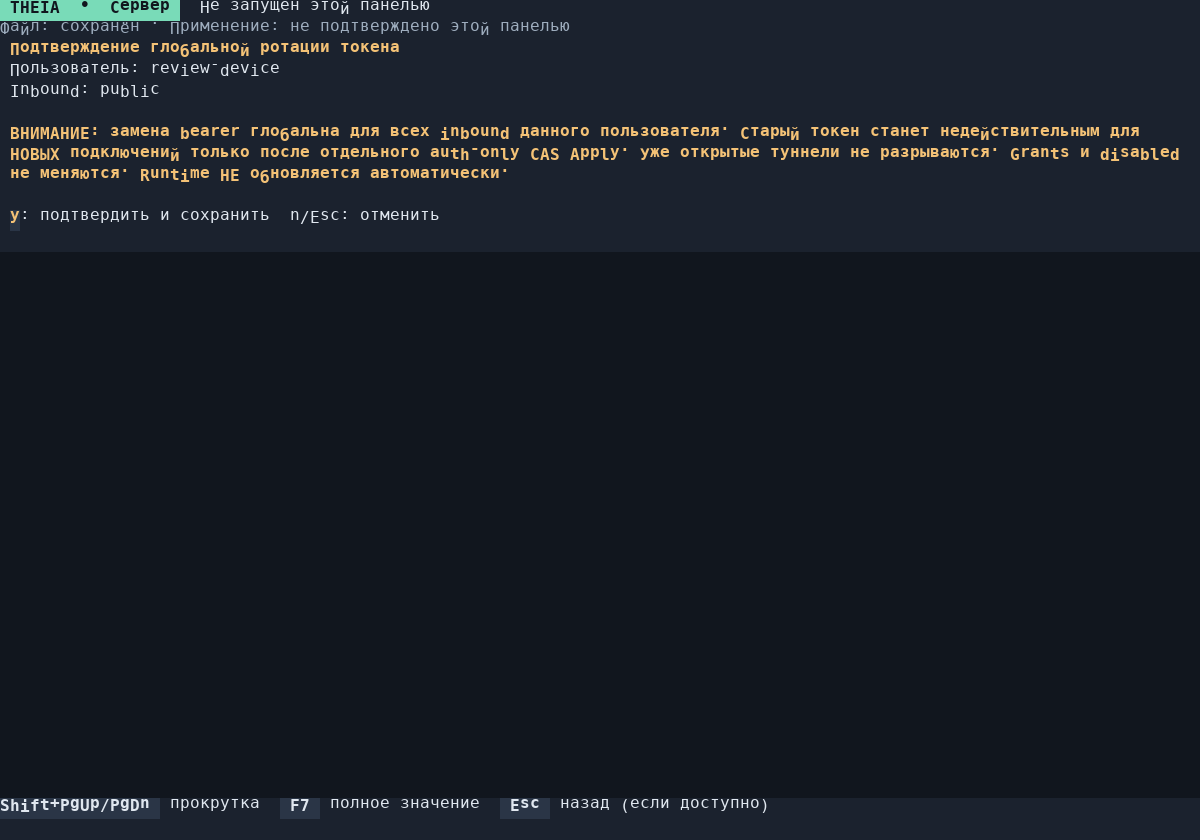 THEIA • Сервер Не запущен этой панелью
Файл: сохранён · Применение: не подтверждено этой панелью
Подтверждение глобальной ротации токена
Пользователь: review-device
Inbound: public
ВНИМАНИЕ: замена bearer глобальна для всех inbound данного пользователя. Старый токен станет недействительным для
НОВЫХ подключений только после отдельного auth-only CAS Apply; уже открытые туннели не разрываются. Grants и disabled
не меняются. Runtime НЕ обновляется автоматически.
y: подтвердить и сохранить n/Esc: отменить
Shift+PgUp/PgDn прокрутка F7 полное значение Esc назад (если доступно)